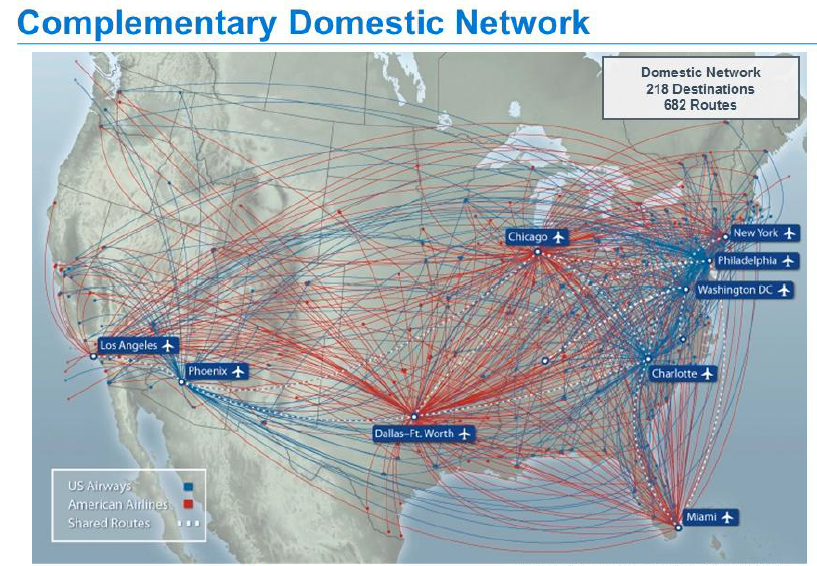 Complementary Domestic Network
Domestic Network
218 Destinations
682 Routes
Chicago
New York
Philadelphia
Washington DC
Los Angeles
Phoenix
Charlotte
Dallas–Ft. Worth
US Airways
American Airlines
Shared Routes
Miami